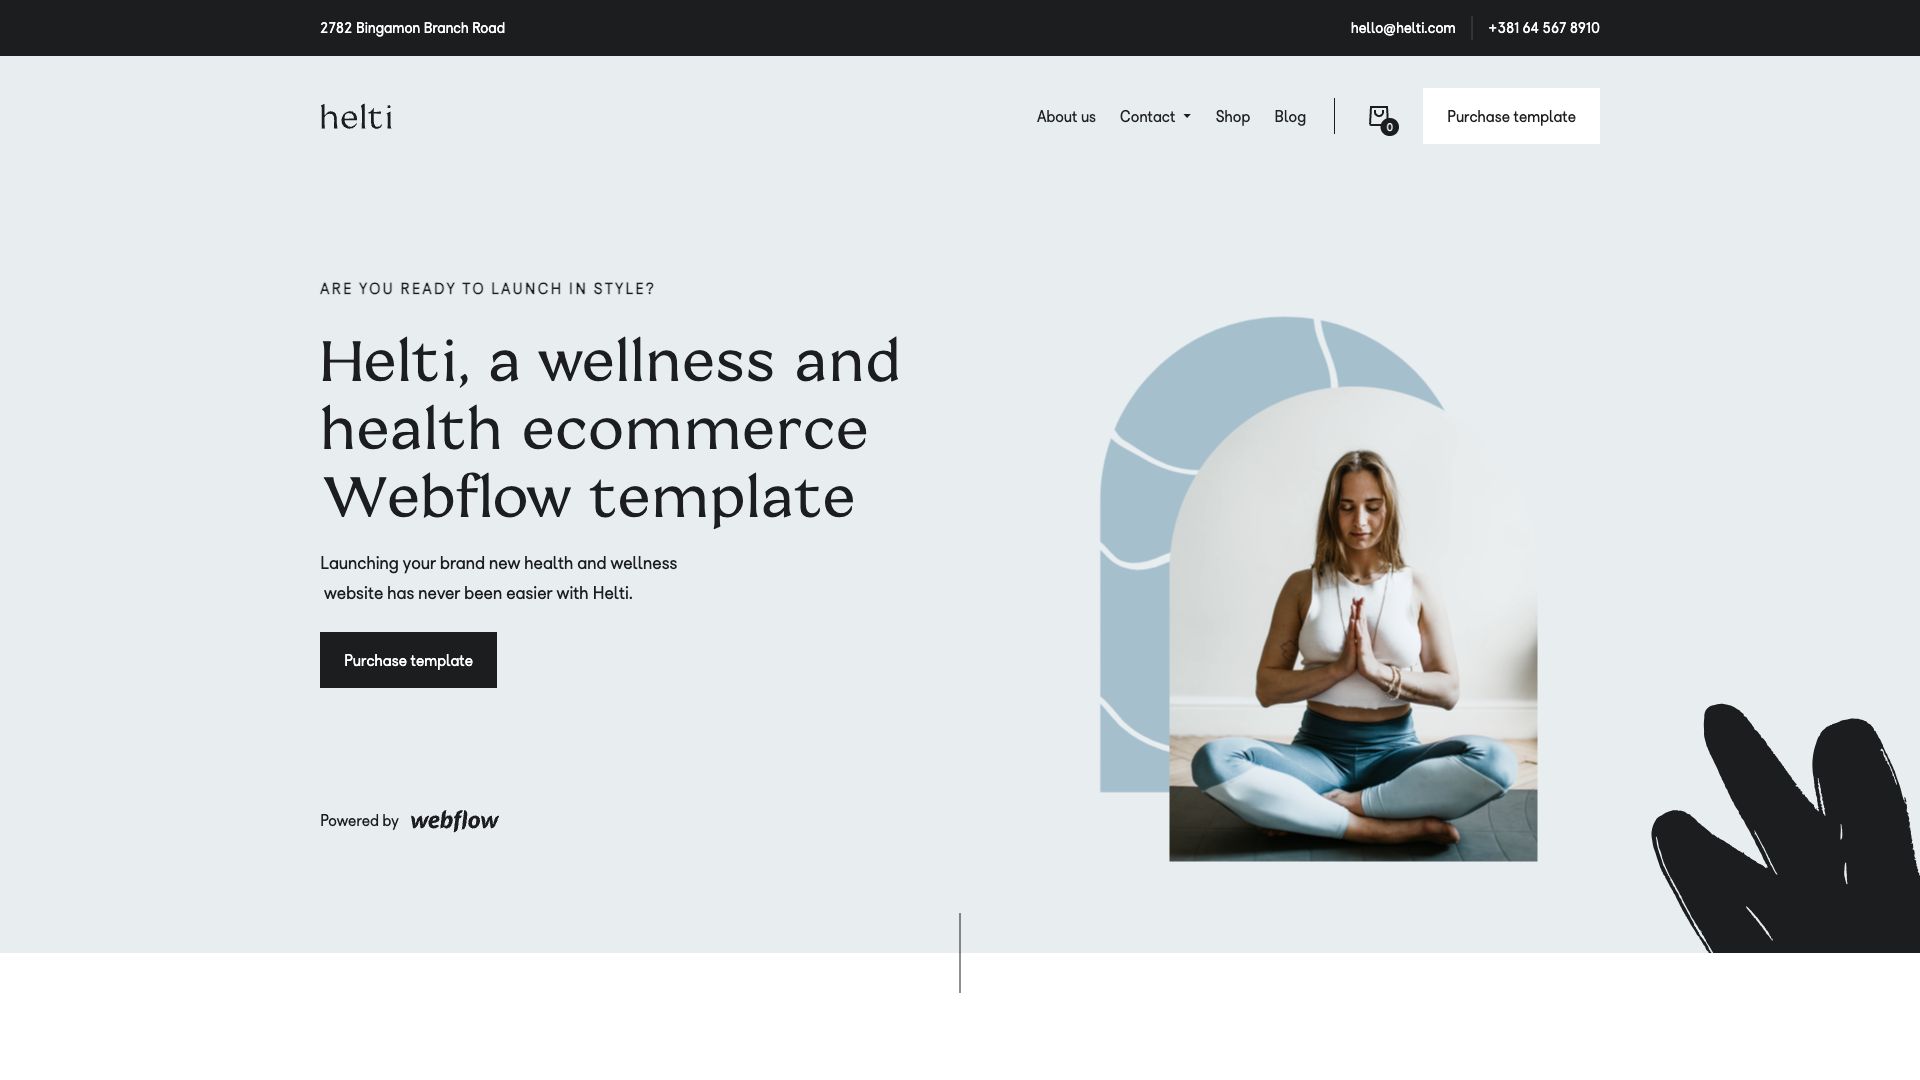 2782 Bingamon Branch Road
hello@helti.com
+381 64 567 8910
helti
About us
Contact
Shop
Blog
0
Purchase template
ARE YOU READY TO LAUNCH IN STYLE?
Helti, a wellness and
health ecommerce
Webflow template
Launching your brand new health and wellness
website has never been easier with Helti.
Purchase template
Powered by webflow